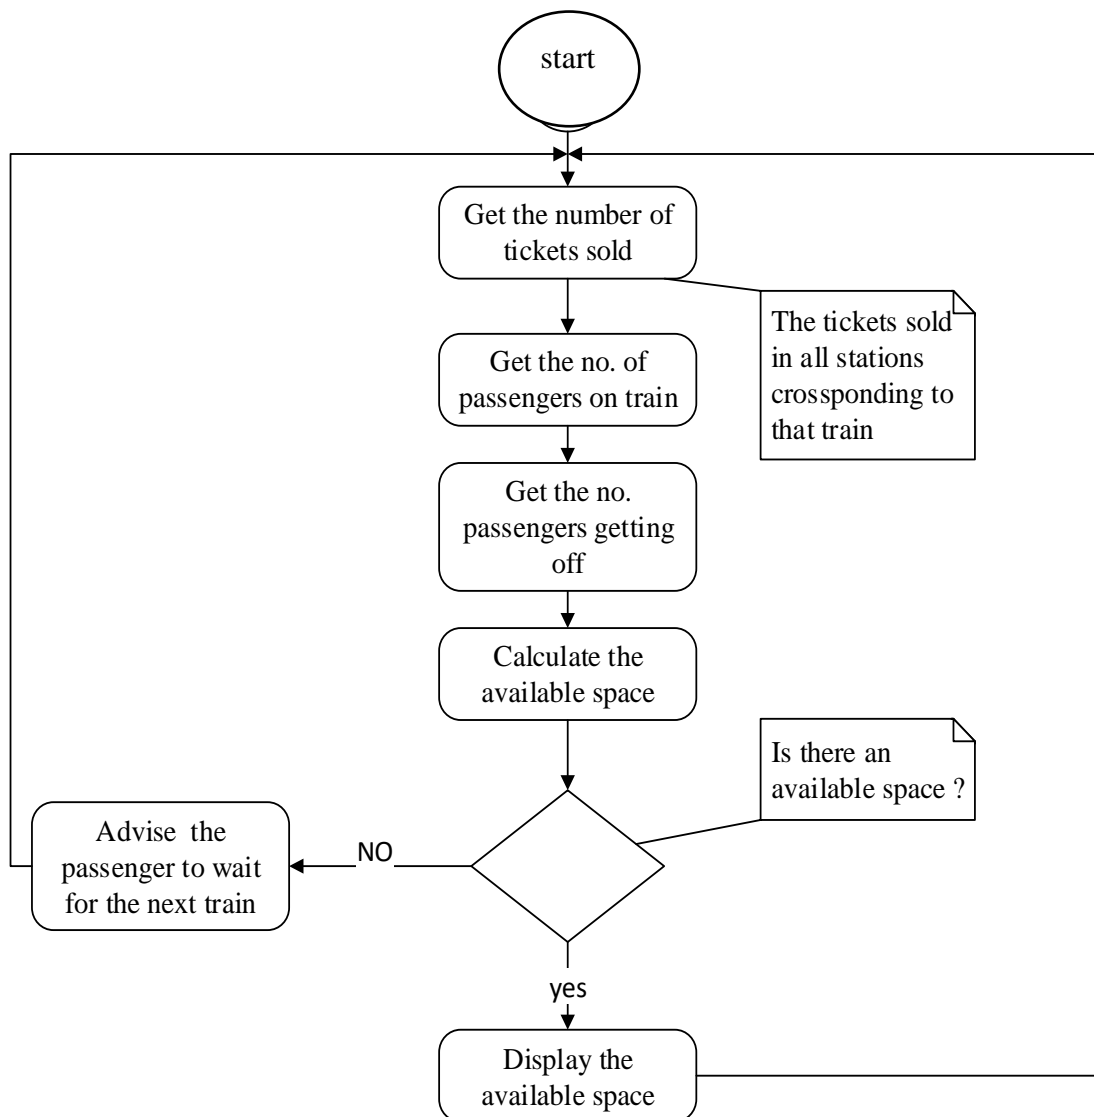 start
Get the number of
tickets sold
The tickets sold
in all stations
crossponding to
that train
Get the no. of
passengers on train
Get the no.
passengers getting
off
Calculate the
available space
Is there an
available space ?
Advise the
passenger to wait
for the next train
NO
yes
Display the
available space